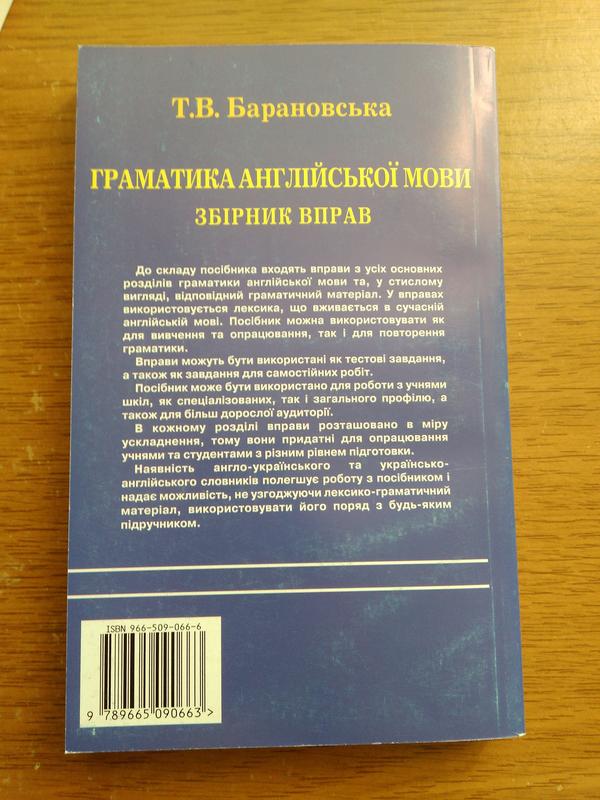 Т.В. Барановська
ГРАМАТИКА АНГЛІЙСЬКОЇ МОВИ
ЗБІРНИК ВПРАВ
До складу посібника входять вправи з усіх основних
розділів граматики англійської мови та, у стислому
вигляді, відповідний граматичний матеріал. У вправах
використовується лексика, що вживається в сучасній
англійській мові. Посібник можна використовувати як
для вивчення та опрацювання, так і для повторення
граматики.
Вправи можуть бути використані як тестові завдання,
а також як завдання для самостійних робіт.
Посібник може бути використано для роботи з учнями
шкіл, як спеціалізованих, так і загального профілю, а
також для більш дорослої аудиторії.
В кожному розділі вправи розташовано в міру
ускладнення, тому вони придатні для опрацювання
учнями та студентами з різним рівнем підготовки.
Наявність англо-українського та українсько-
англійського словників полегшує роботу з посібником і
надає можливість, не узгоджуючи лексико-граматичний
матеріал, використовувати його поряд з будь-яким
підручником.
ISBN 966-509-066-6
9 789665 090663 >